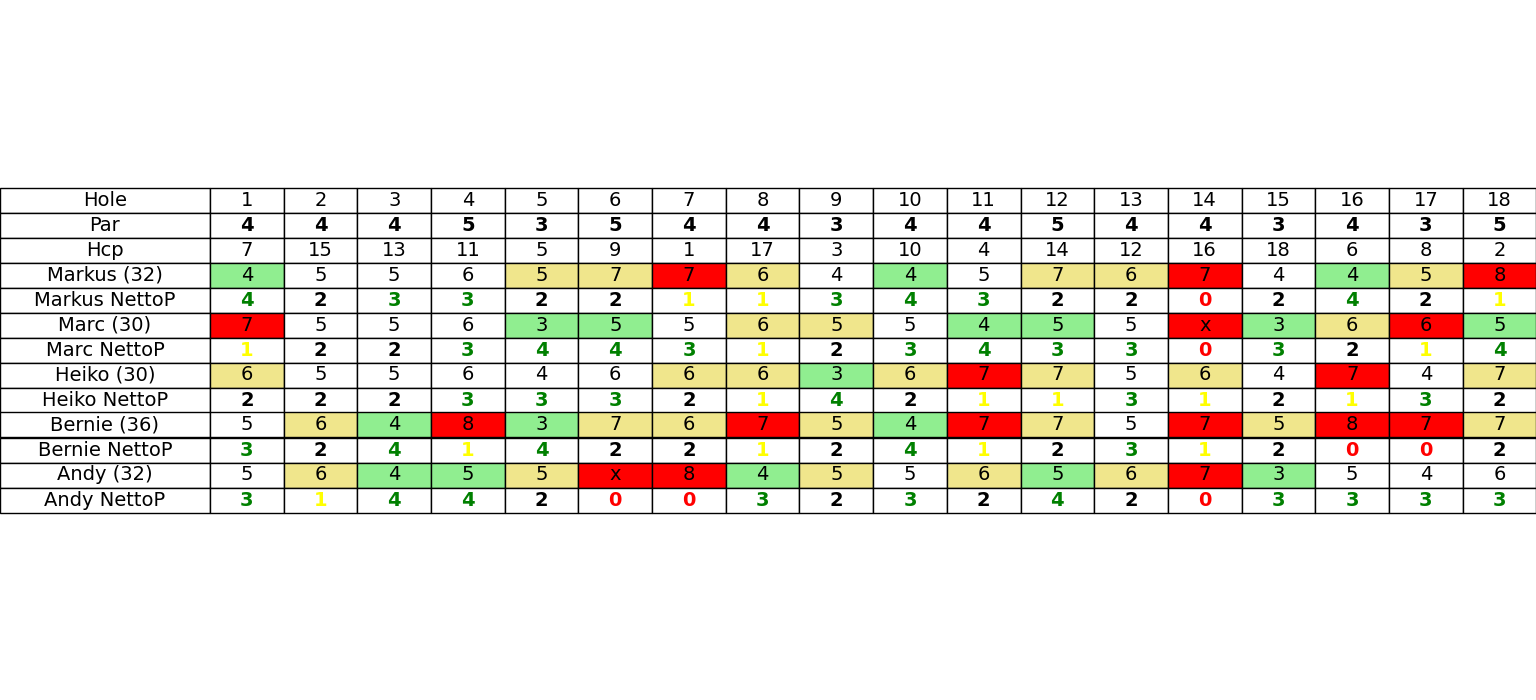 Hole 1 2 3 4 5 6 7 8 9 10 11 12 13 14 15 16 17 18
Par 4 4 4 5 3 5 4 4 3 4 4 5 4 4 3 4 3 5
Hcp 7 15 13 11 5 9 1 17 3 10 4 14 12 16 18 6 8 2
Markus (32) 4 5 5 6 5 7 7 6 4 4 5 7 6 7 4 4 5 8
Markus NettoP 4 2 3 3 2 2 1 1 3 4 3 2 2 0 2 4 2 1
Marc (30) 7 5 5 6 3 5 5 6 5 5 4 5 5 x 3 6 6 5
Marc NettoP 1 2 2 3 4 4 3 1 2 3 4 3 3 0 3 2 1 4
Heiko (30) 6 5 5 6 4 6 6 6 3 6 7 7 5 6 4 7 4 7
Heiko NettoP 2 2 2 3 3 3 2 1 4 2 1 1 3 1 2 1 3 2
Bernie (36) 5 6 4 8 3 7 6 7 5 4 7 7 5 7 5 8 7 7
Bernie NettoP 3 2 4 1 4 2 2 1 2 4 1 2 3 1 2 0 0 2
Andy (32) 5 6 4 5 5 x 8 4 5 5 6 5 6 7 3 5 4 6
Andy NettoP 3 1 4 4 2 0 0 3 2 3 2 4 2 0 3 3 3 3